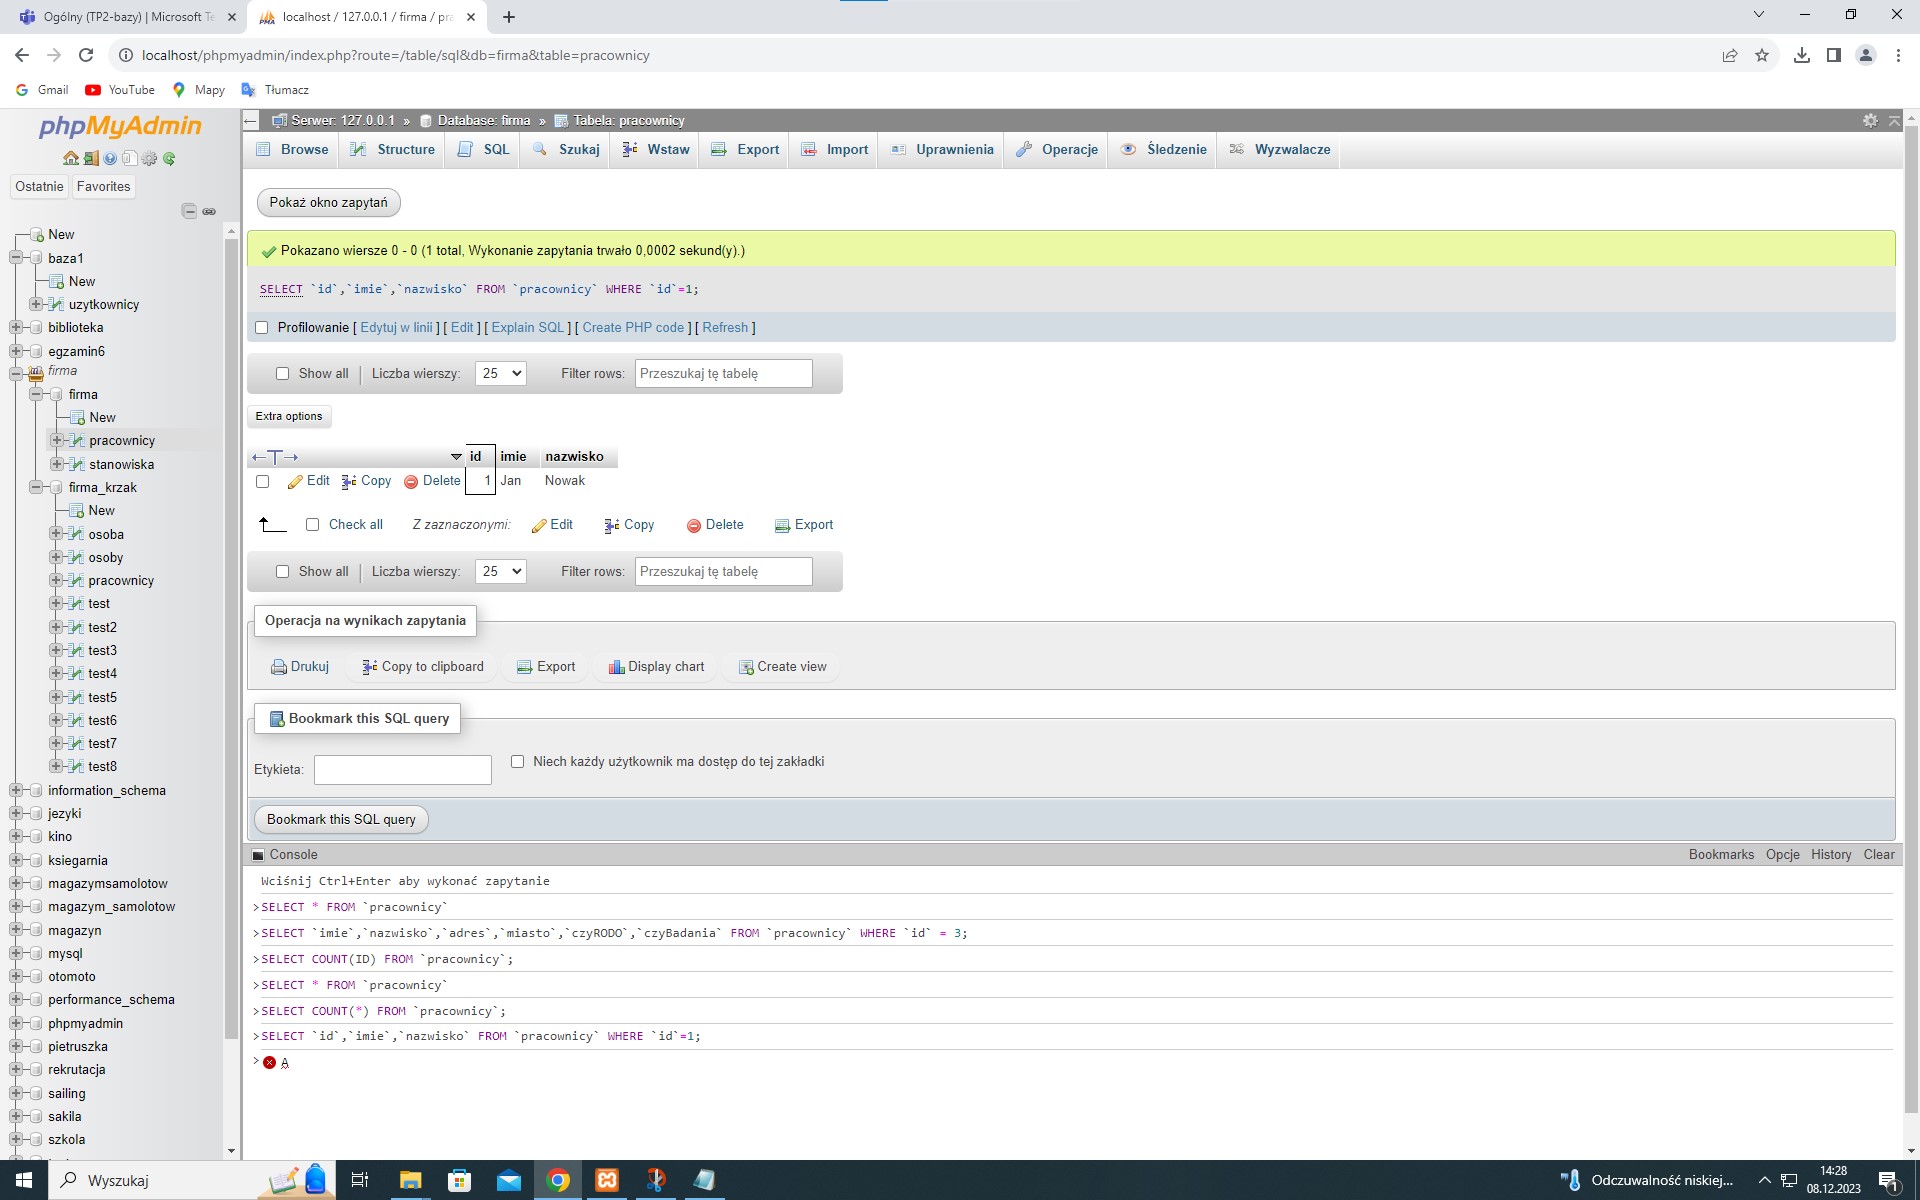 Ogólny (TP2-bazy) | Microsoft Te
localhost / 127.0.0.1 / firma / pra
localhost/phpmyadmin/index.php?route=/table/sql&db=firma&table=pracownicy
Gmail YouTube Mapy Tłumacz
phpMyAdmin
Ostatnie Favorites
New
baza1
New
uzytkownicy
biblioteka
egzamin6
firma
firma
New
pracownicy
stanowiska
firma_krzak
New
osoba
osoby
pracownicy
test
test2
test3
test4
test5
test6
test7
test8
information_schema
jezyki
kino
ksiegarnia
magazymsamolotow
magazym_samolotow
magazyn
mysql
otomoto
performance_schema
phpmyadmin
pietruszka
rekrutacja
sailing
sakila
szkola
Serwer: 127.0.0.1 » Database: firma » Tabela: pracownicy
Browse Structure SQL Szukaj Wstaw Export Import Uprawnienia Operacje Śledzenie Wyzwalacze
Pokaż okno zapytań
Pokazano wiersze 0 - 0 (1 total, Wykonanie zapytania trwało 0,0002 sekund(y).)
SELECT `id`,`imie`,`nazwisko` FROM `pracownicy` WHERE `id`=1;
Profilowanie [ Edytuj w linii ] [ Edit ] [ Explain SQL ] [ Create PHP code ] [ Refresh ]
Show all Liczba wierszy: 25 Filter rows: Przeszukaj tę tabelę
Extra options
←T→ id imie nazwisko
Edit Copy Delete 1 Jan Nowak
Check all Z zaznaczonymi: Edit Copy Delete Export
Show all Liczba wierszy: 25 Filter rows: Przeszukaj tę tabelę
Operacja na wynikach zapytania
Drukuj Copy to clipboard Export Display chart Create view
Bookmark this SQL query
Etykieta: Niech każdy użytkownik ma dostęp do tej zakładki
Bookmark this SQL query
Console Bookmarks Opcje History Clear
Wciśnij Ctrl+Enter aby wykonać zapytanie
>SELECT * FROM `pracownicy`
>SELECT `imie`,`nazwisko`,`adres`,`miasto`,`czyRODO`,`czyBadania` FROM `pracownicy` WHERE `id` = 3;
>SELECT COUNT(ID) FROM `pracownicy`;
>SELECT * FROM `pracownicy`
>SELECT COUNT(*) FROM `pracownicy`;
>SELECT `id`,`imie`,`nazwisko` FROM `pracownicy` WHERE `id`=1;
> A
Wyszukaj
Odczuwalność niskiej...
14:28
08.12.2023
1